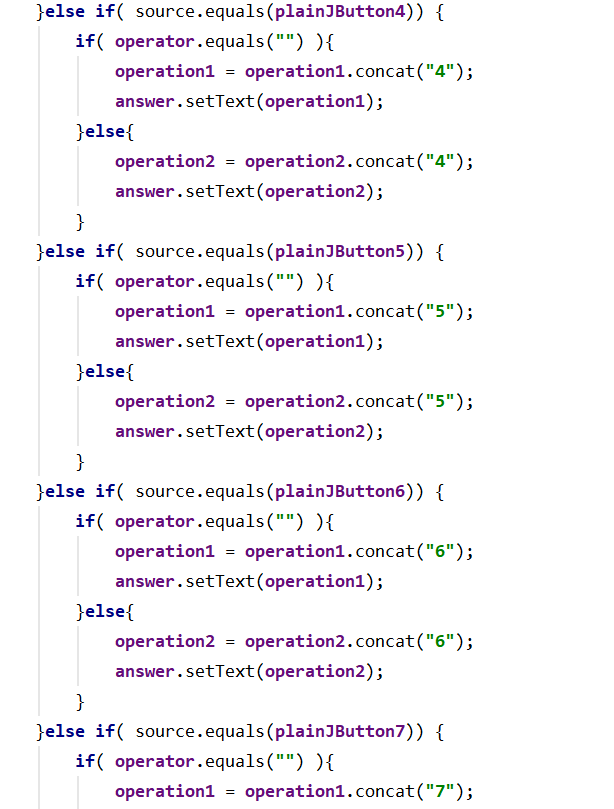 }else if( source.equals(plainJButton4)) {
    if( operator.equals("") ){
        operation1 = operation1.concat("4");
        answer.setText(operation1);
    }else{
        operation2 = operation2.concat("4");
        answer.setText(operation2);
    }
}else if( source.equals(plainJButton5)) {
    if( operator.equals("") ){
        operation1 = operation1.concat("5");
        answer.setText(operation1);
    }else{
        operation2 = operation2.concat("5");
        answer.setText(operation2);
    }
}else if( source.equals(plainJButton6)) {
    if( operator.equals("") ){
        operation1 = operation1.concat("6");
        answer.setText(operation1);
    }else{
        operation2 = operation2.concat("6");
        answer.setText(operation2);
    }
}else if( source.equals(plainJButton7)) {
    if( operator.equals("") ){
        operation1 = operation1.concat("7");